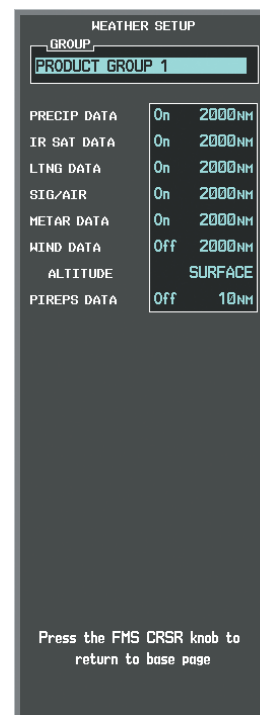 WEATHER SETUP
GROUP
PRODUCT GROUP 1
PRECIP DATA On 2000NM
IR SAT DATA On 2000NM
LTNG DATA On 2000NM
SIG/AIR On 2000NM
METAR DATA On 2000NM
WIND DATA Off 2000NM
ALTITUDE SURFACE
PIREPS DATA Off 10NM
Press the FMS CRSR knob to
return to base page